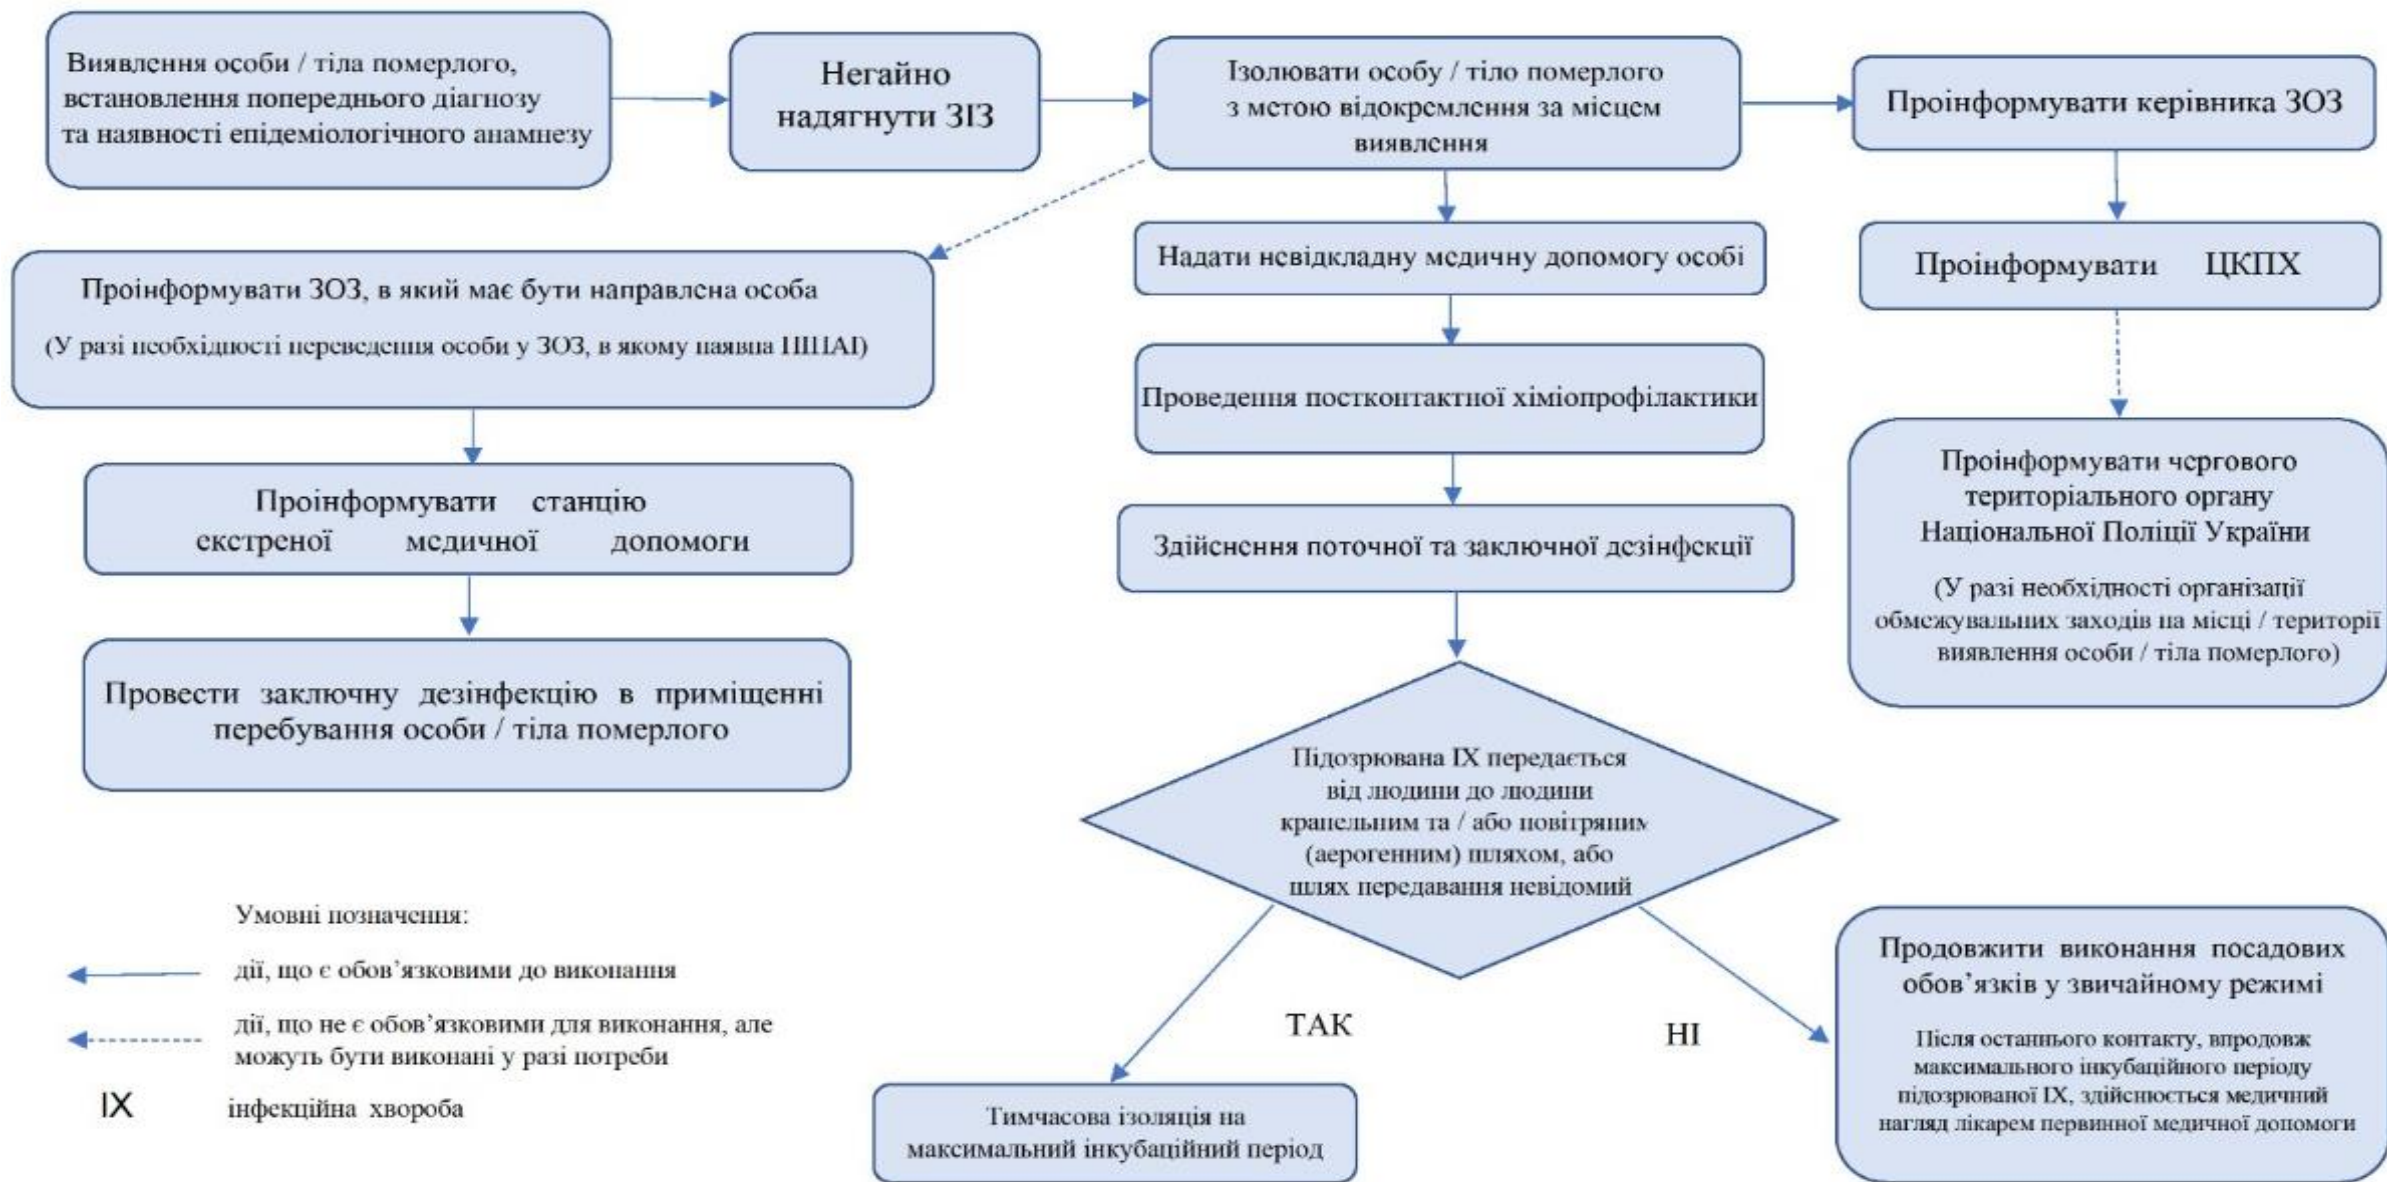 Виявлення особи / тіла померлого,
встановлення попереднього діагнозу
та наявності епідеміологічного анамнезу
Негайно
надягнути ЗІЗ
Ізолювати особу / тіло померлого
з метою відокремлення за місцем
виявлення
Проінформувати керівника ЗОЗ
Проінформувати ЗОЗ, в який має бути направлена особа
(У разі необхідності переведення особи у ЗОЗ, в якому наявна
Надати невідкладну медичну допомогу особі
Проінформувати ЦКПХ
Проведення постконтактної хіміопрофілактики
Проінформувати станцію
екстреної медичної допомоги
Здійснення поточної та заключної дезінфекції
Проінформувати чергового
територіального органу
Національної Поліції України
(У разі необхідності організації
обмежувальних заходів на місці / території
виявлення особи / тіла померлого)
Провести заключну дезінфекцію в приміщенні
перебування особи / тіла померлого
Підозрювана ІХ передається
від людини до людини
крапельним та / або повітряним
(аерогенним) шляхом, або
шлях передавання невідомий
ТАК
НІ
Тимчасова ізоляція на
максимальний інкубаційний період
Продовжити виконання посадових
обов’язків у звичайному режимі
Після останнього контакту, впродовж
максимального інкубаційного періоду
підозрюваної ІХ, здійснюється медичний
нагляд лікарем первинної медичної допомоги
Умовні позначення:
дії, що є обов’язковими до виконання
дії, що не є обов’язковими для виконання, але
можуть бути виконані у разі потреби
ІХ інфекційна хвороба